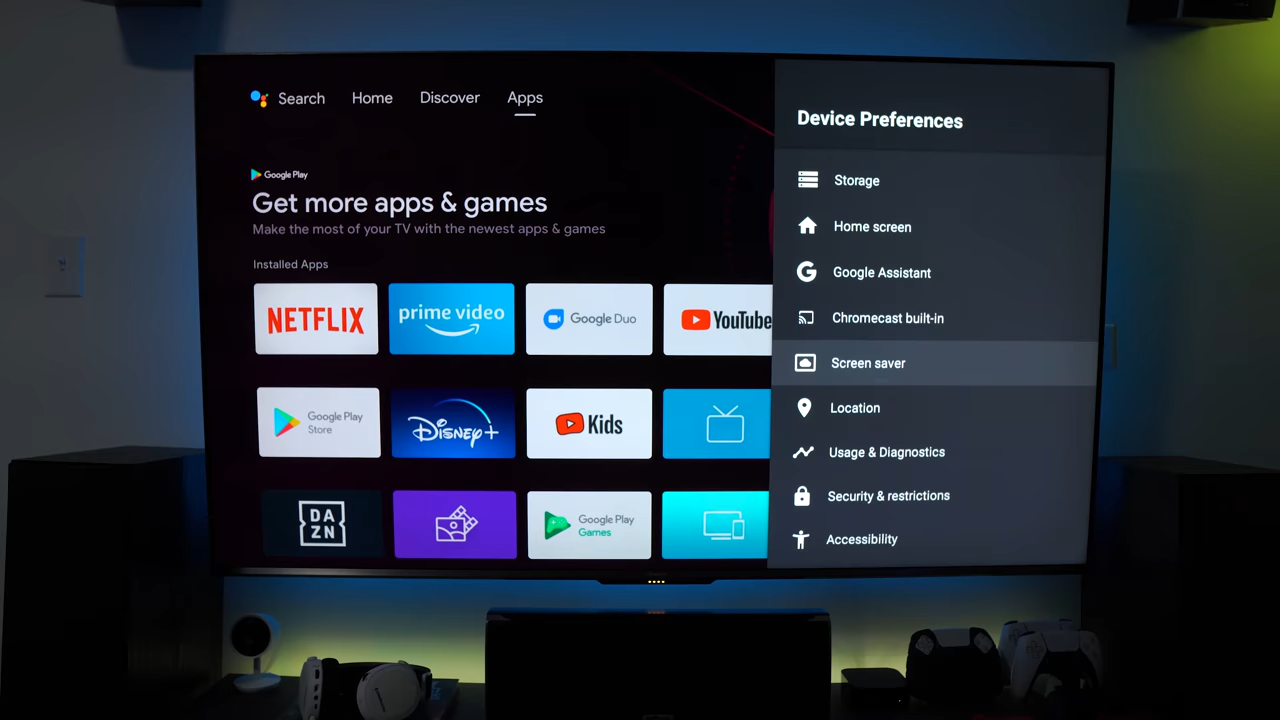 Search Home Discover Apps
Google Play
Get more apps & games
Make the most of your TV with the newest apps & games
Installed Apps
NETFLIX
prime video
Google Duo
YouTube
Google Play
Store
Disney+
Kids
DA
ZN
Google Play
Games
Device Preferences
Storage
Home screen
Google Assistant
Chromecast built-in
Screen saver
Location
Usage & Diagnostics
Security & restrictions
Accessibility